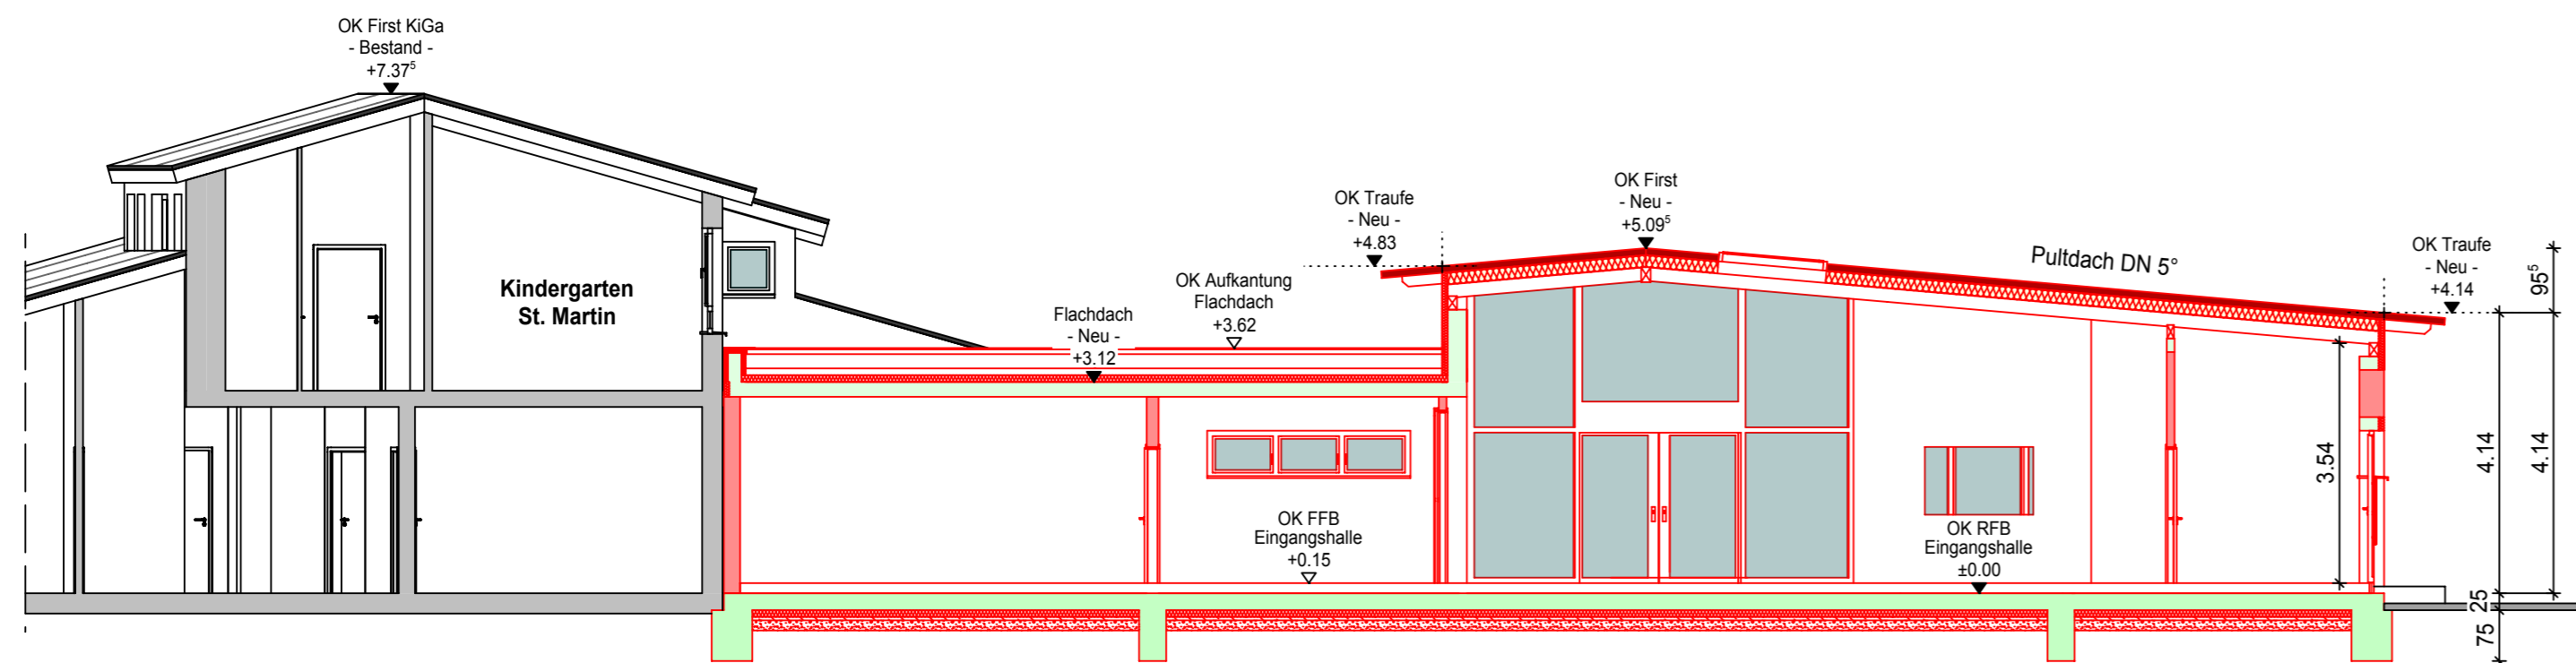 OK First KiGa
- Bestand -
+7.37⁵
Kindergarten
St. Martin
Flachdach
- Neu -
+3.12
OK Aufkantung
Flachdach
+3.62
OK Traufe
- Neu -
+4.83
OK First
- Neu -
+5.09⁵
Pultdach DN 5°
OK Traufe
- Neu -
+4.14
95⁵
3.54
4.14
4.14
OK FFB
Eingangshalle
+0.15
OK RFB
Eingangshalle
±0.00
25
75